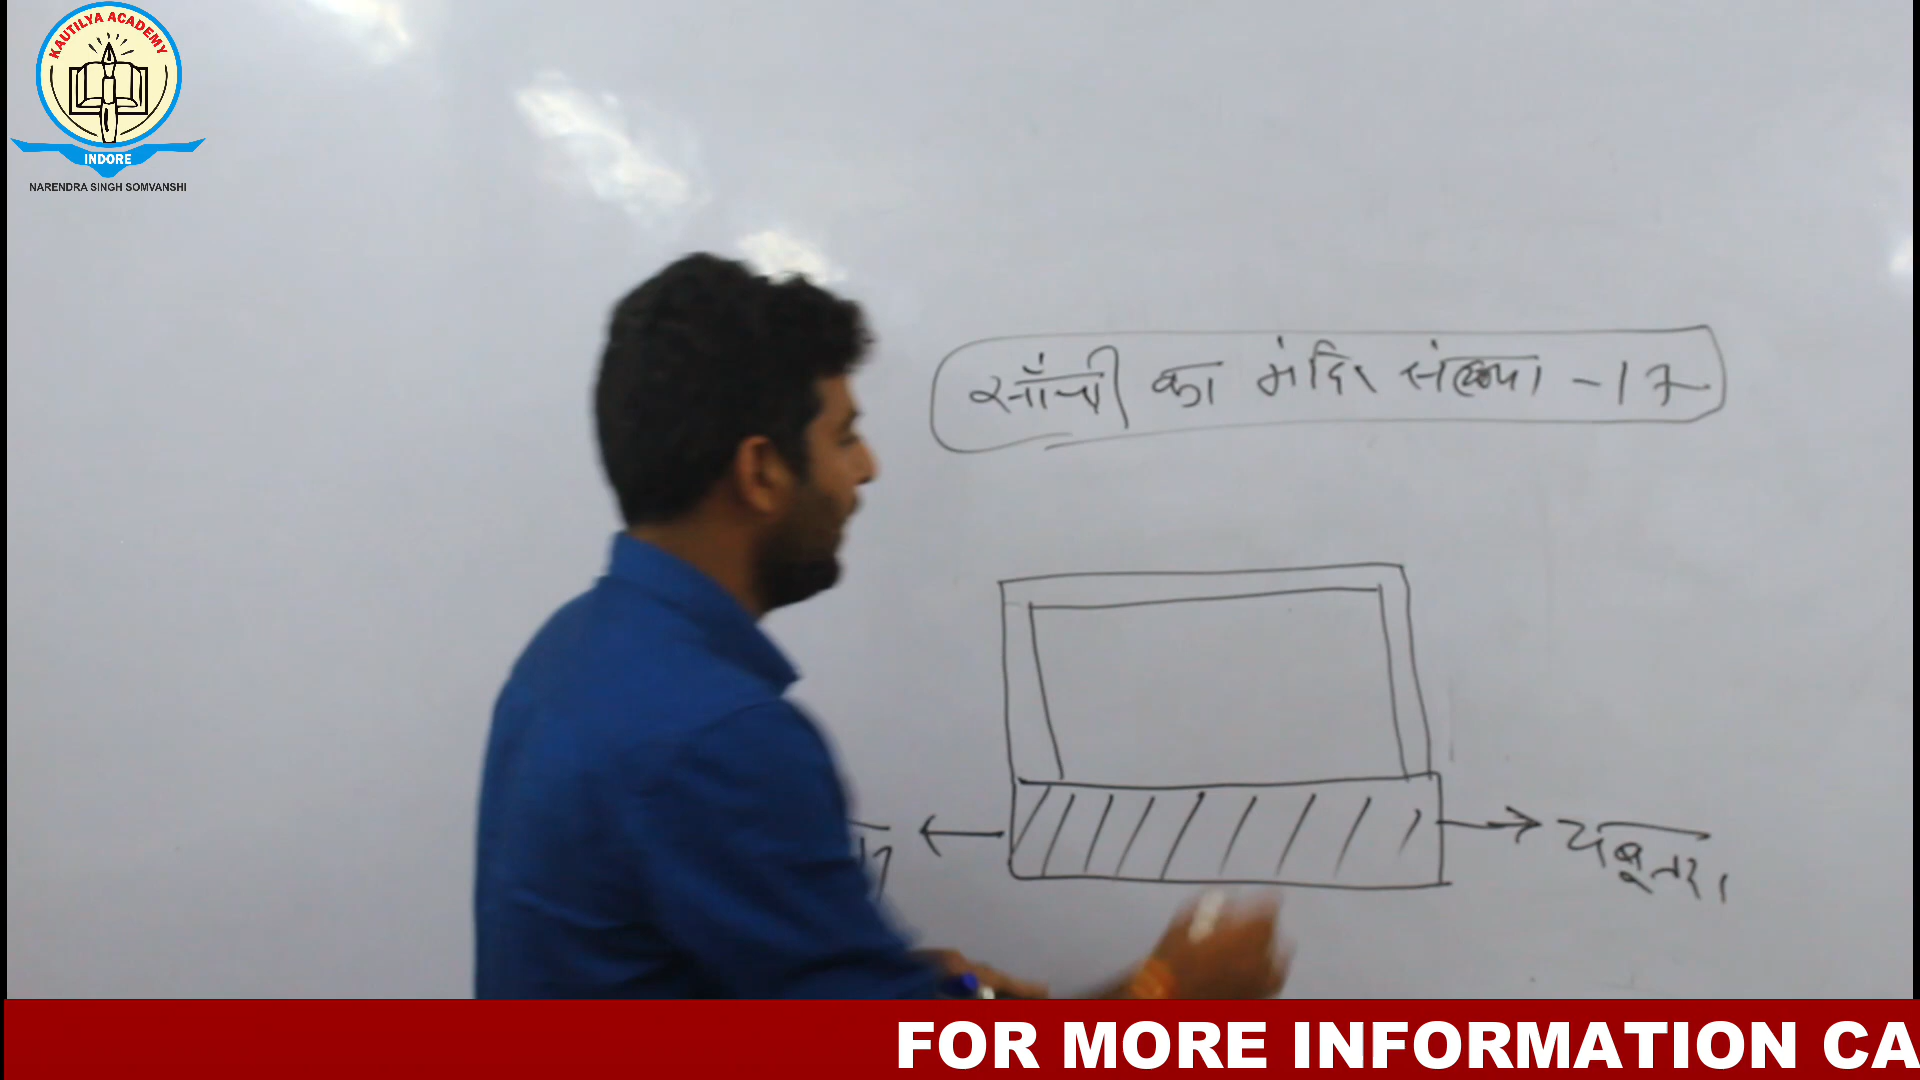 KAUTILYA ACADEMY
INDORE
NARENDRA SINGH SOMVANSHI
साँची का मंदिर संख्या - 17
चबूतरा
FOR MORE INFORMATION CA